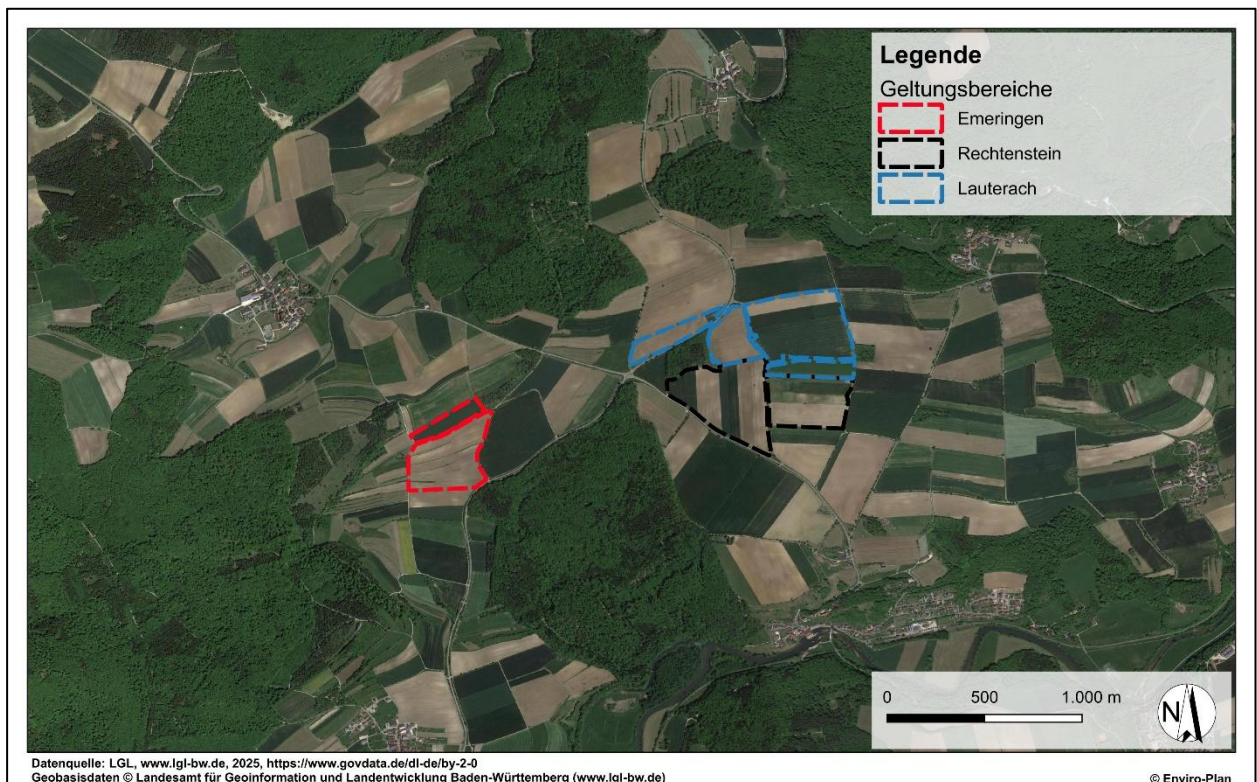 Legende
Geltungsbereiche
Emeringen
Rechtenstein
Lauterach
0 500 1.000 m
N
Datenquelle: LGL, www.lgl-bw.de, 2025, https://www.govdata.de/dl-de/by-2-0
Geobasisdaten © Landesamt für Geoinformation und Landentwicklung Baden-Württemberg (www.lgl-bw.de)
© Enviro-Plan